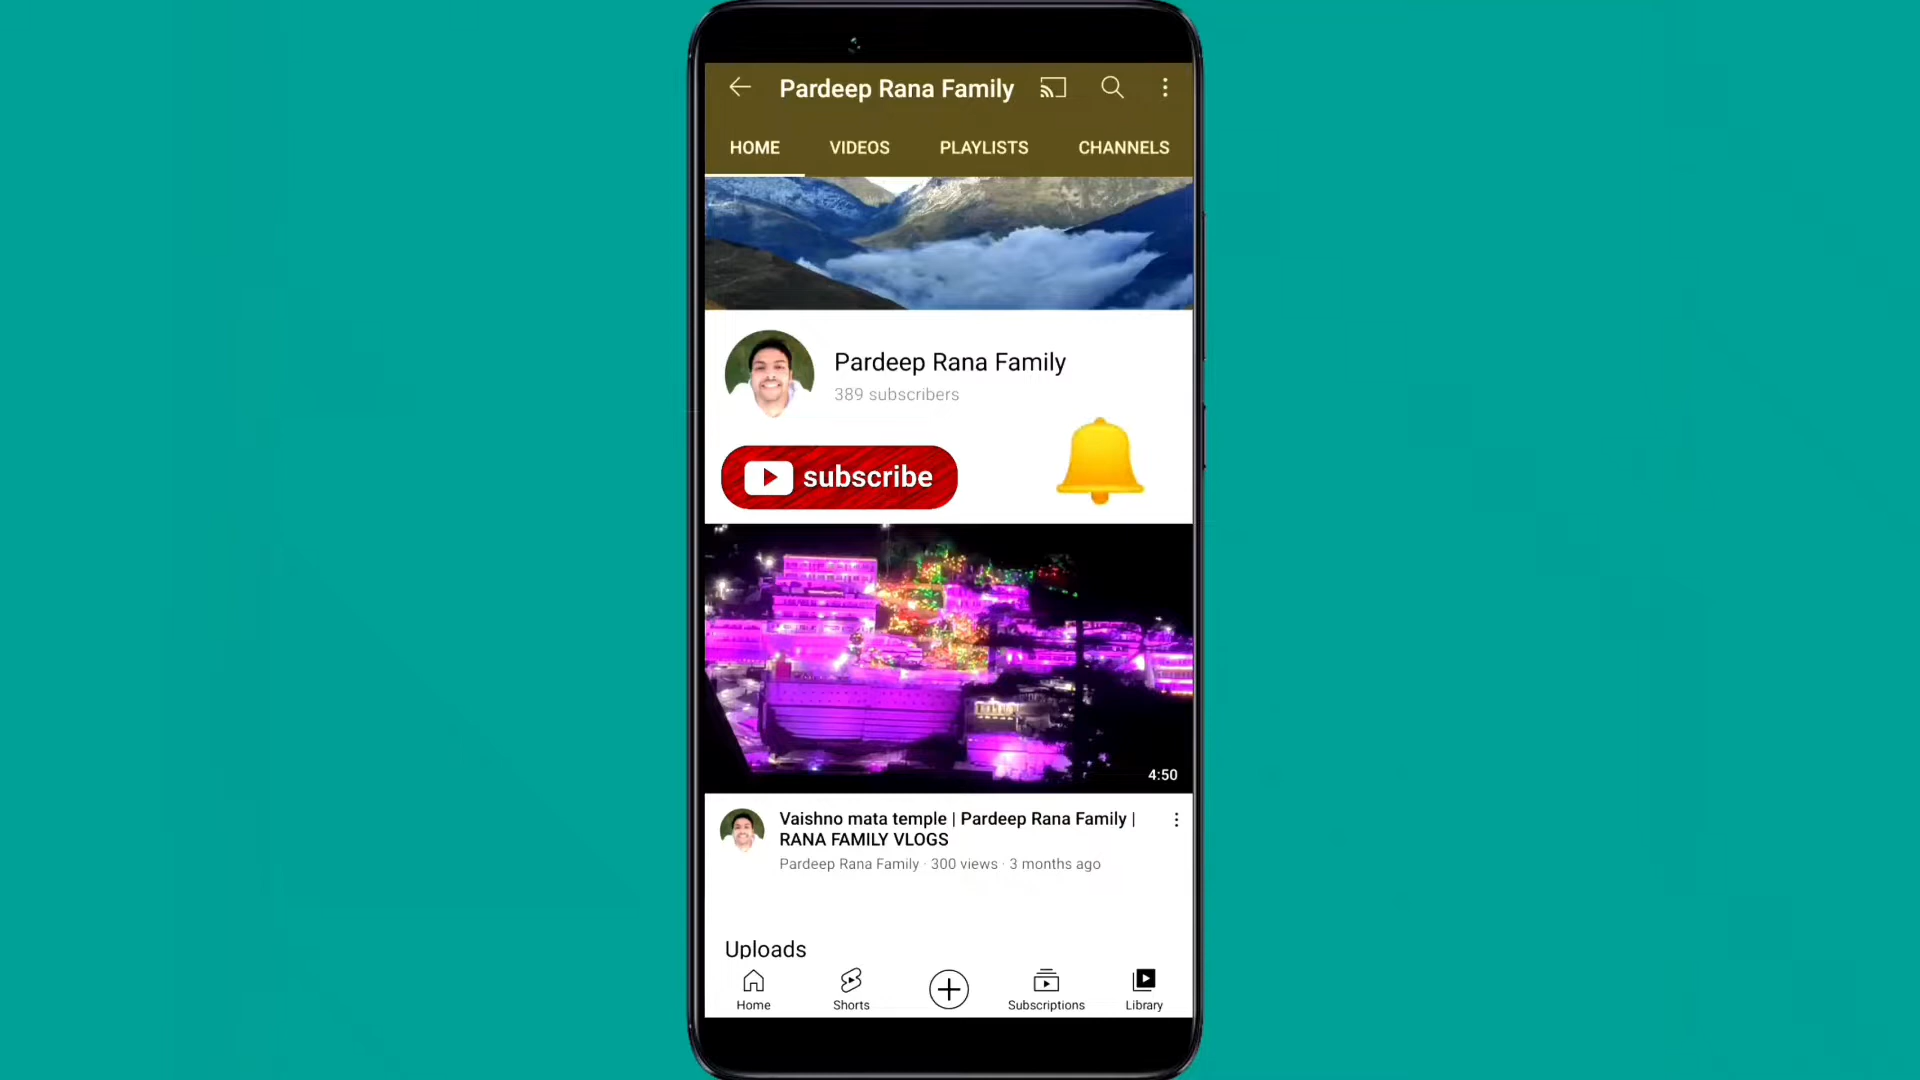 Pardeep Rana Family
HOME VIDEOS PLAYLISTS CHANNELS
Pardeep Rana Family
389 subscribers
subscribe
4:50
Vaishno mata temple | Pardeep Rana Family |
RANA FAMILY VLOGS
Pardeep Rana Family · 300 views · 3 months ago
Uploads
Home Shorts Subscriptions Library